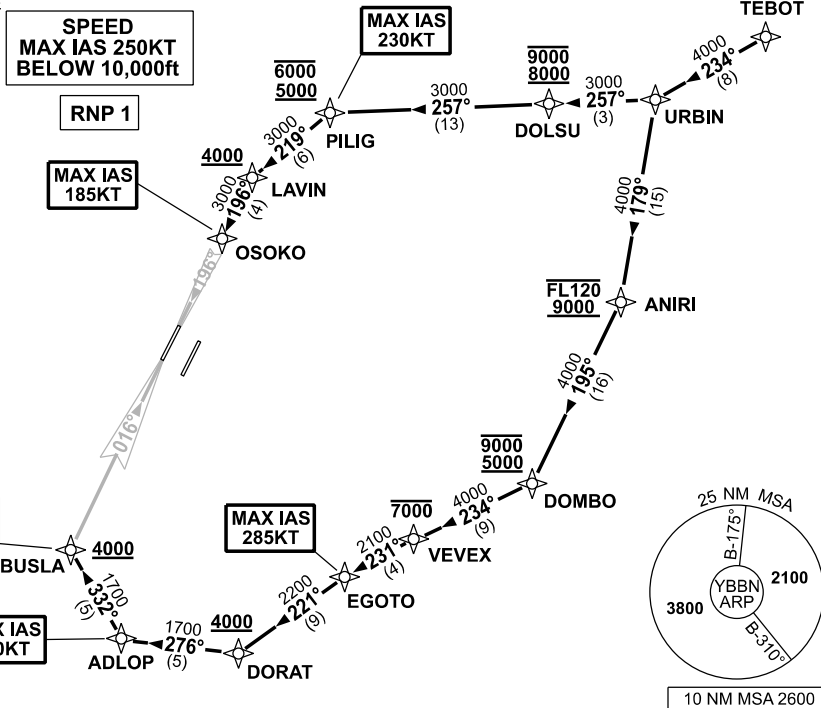 SPEED
MAX IAS 250KT
BELOW 10,000ft
RNP 1
MAX IAS
230KT
TEBOT
4000
234°
(8)
URBIN
3000
257°
(3)
9000
8000
DOLSU
3000
257°
(13)
6000
5000
PILIG
3000
219°
(6)
4000
LAVIN
3000
196°
(4)
MAX IAS
185KT
OSOKO
196°
016°
4000
179°
(15)
FL120
9000
ANIRI
4000
195°
(16)
9000
5000
DOMBO
4000
234°
(9)
7000
VEVEX
2100
231°
(4)
MAX IAS
285KT
EGOTO
2200
221°
(9)
4000
DORAT
1700
276°
(5)
ADLOP
IAS
0KT
1700
332°
(5)
BUSLA
4000
25 NM MSA
B-175°
YBBN
ARP
2100
3800
B-310°
10 NM MSA 2600